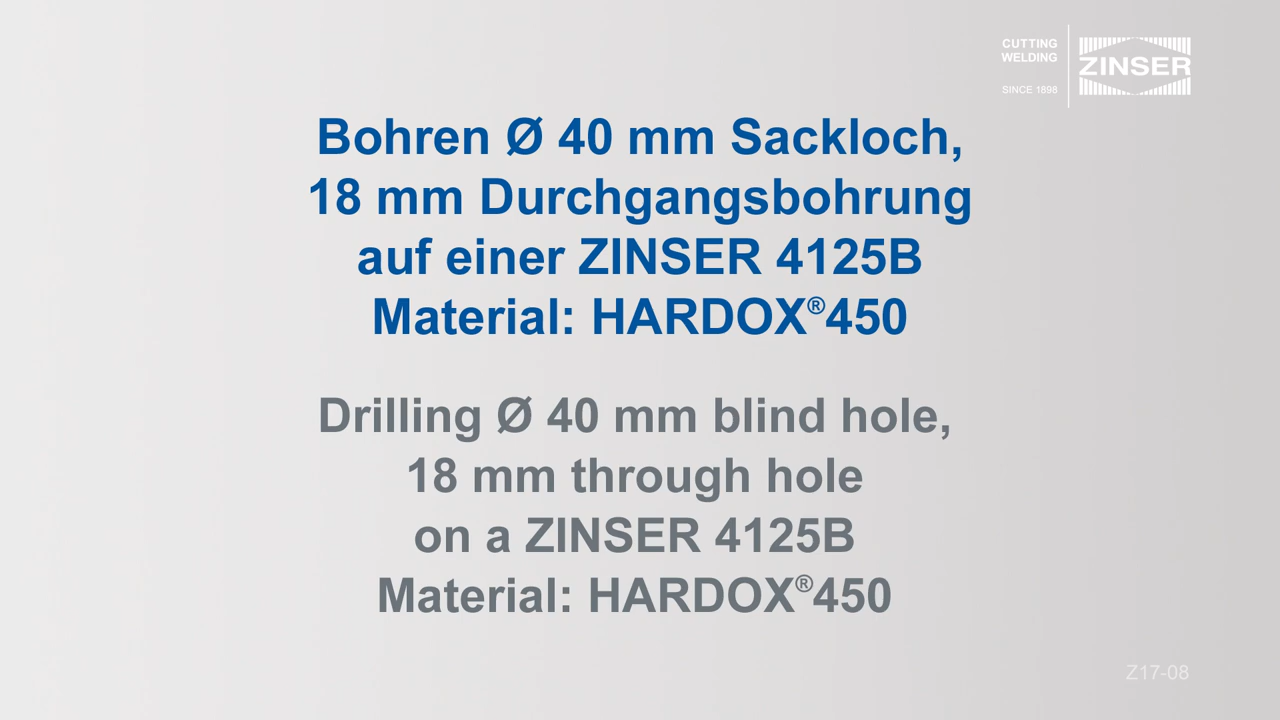 CUTTING
WELDING
SINCE 1898
ZINSER
Bohren Ø 40 mm Sackloch,
18 mm Durchgangsbohrung
auf einer ZINSER 4125B
Material: HARDOX®450
Drilling Ø 40 mm blind hole,
18 mm through hole
on a ZINSER 4125B
Material: HARDOX®450
Z17-08